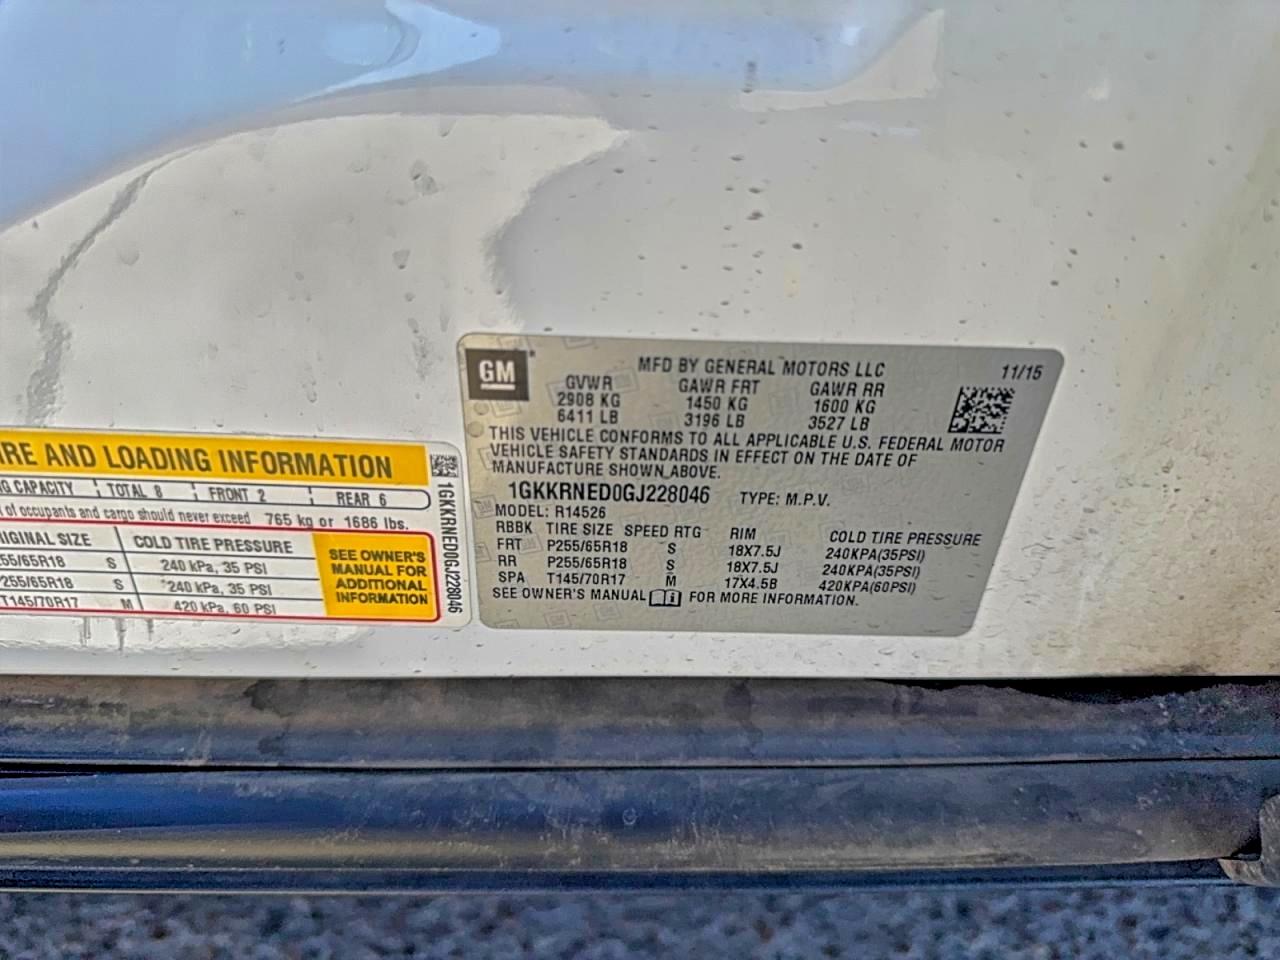 GM
MFD BY GENERAL MOTORS LLC
11/15
GVWR GAWR FRT GAWR RR
2908 KG 1450 KG 1600 KG
6411 LB 3196 LB 3527 LB
THIS VEHICLE CONFORMS TO ALL APPLICABLE U.S. FEDERAL MOTOR
VEHICLE SAFETY STANDARDS IN EFFECT ON THE DATE OF
MANUFACTURE SHOWN ABOVE.
1GKKRNED0GJ228046 TYPE: M.P.V.
MODEL: R14526
RBBK TIRE SIZE SPEED RTG RIM COLD TIRE PRESSURE
FRT P255/65R18 S 18X7.5J 240KPA(35PSI)
RR P255/65R18 S 18X7.5J 240KPA(35PSI)
SPA T145/70R17 M 17X4.5B 420KPA(60PSI)
SEE OWNER'S MANUAL FOR MORE INFORMATION.
IRE AND LOADING INFORMATION
NG CAPACITY TOTAL 8 FRONT 2 REAR 6
of occupants and cargo should never exceed 765 kg or 1686 lbs.
RIGINAL SIZE COLD TIRE PRESSURE
255/65R18 S 240 kPa, 35 PSI
255/65R18 S 240 kPa, 35 PSI
T145/70R17 M 420 kPa, 60 PSI
SEE OWNER'S
MANUAL FOR
ADDITIONAL
INFORMATION
1GKKRNED0GJ228046